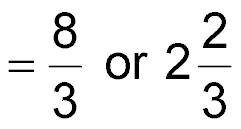 = 8/3 or 2 2/3